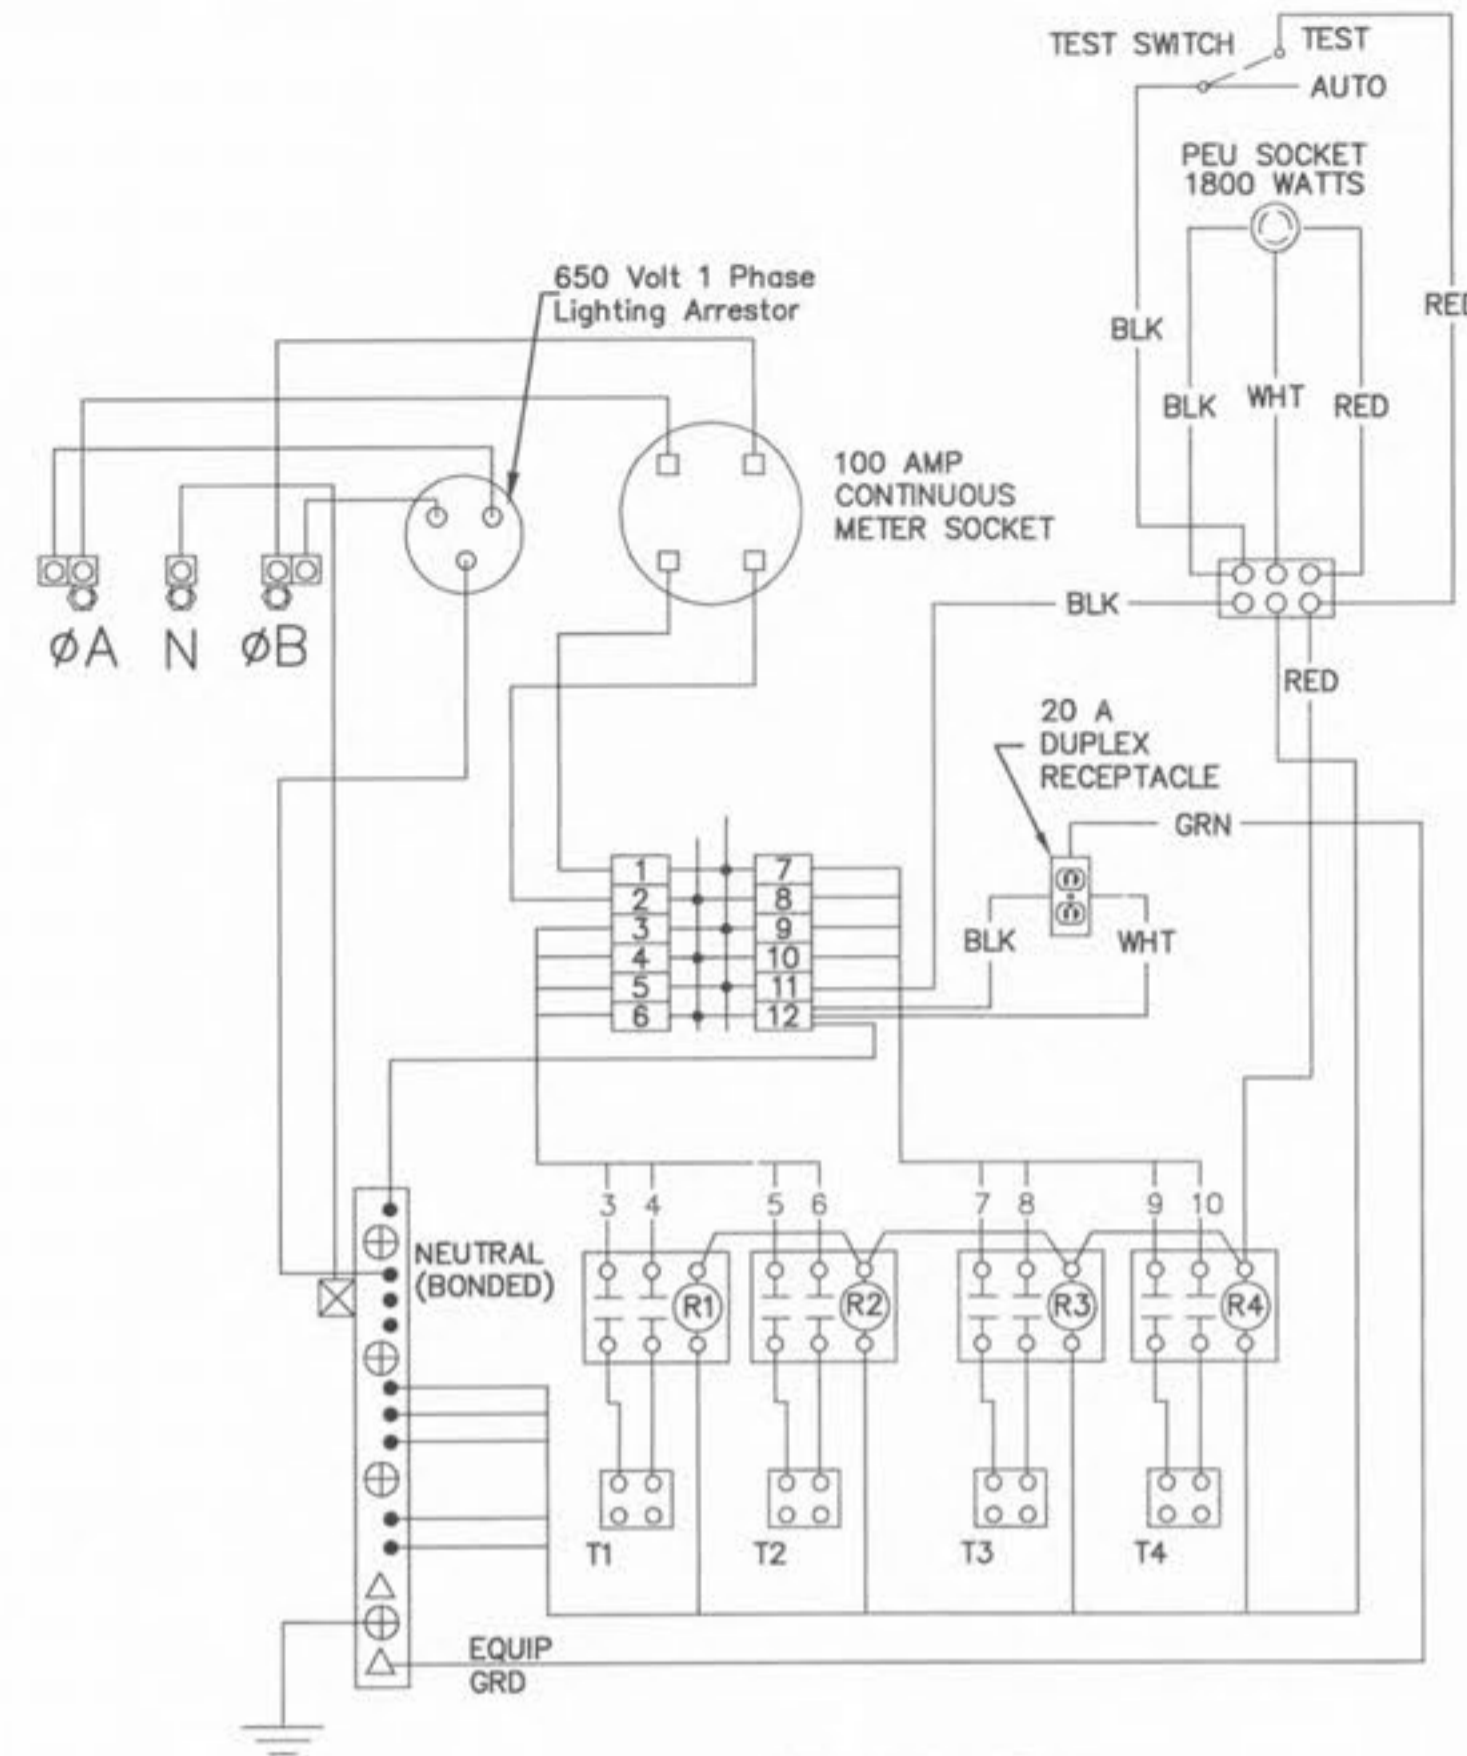 TEST SWITCH
TEST
AUTO
PEU SOCKET
1800 WATTS
650 Volt 1 Phase
Lighting Arrestor
BLK
RED
BLK
WHT
RED
100 AMP
CONTINUOUS
METER SOCKET
BLK
øA
N
øB
RED
20 A
DUPLEX
RECEPTACLE
GRN
1
7
2
8
3
9
4
10
5
11
6
12
BLK
WHT
3
4
5
6
7
8
9
10
NEUTRAL
(BONDED)
R1
R2
R3
R4
T1
T2
T3
T4
EQUIP
GRD